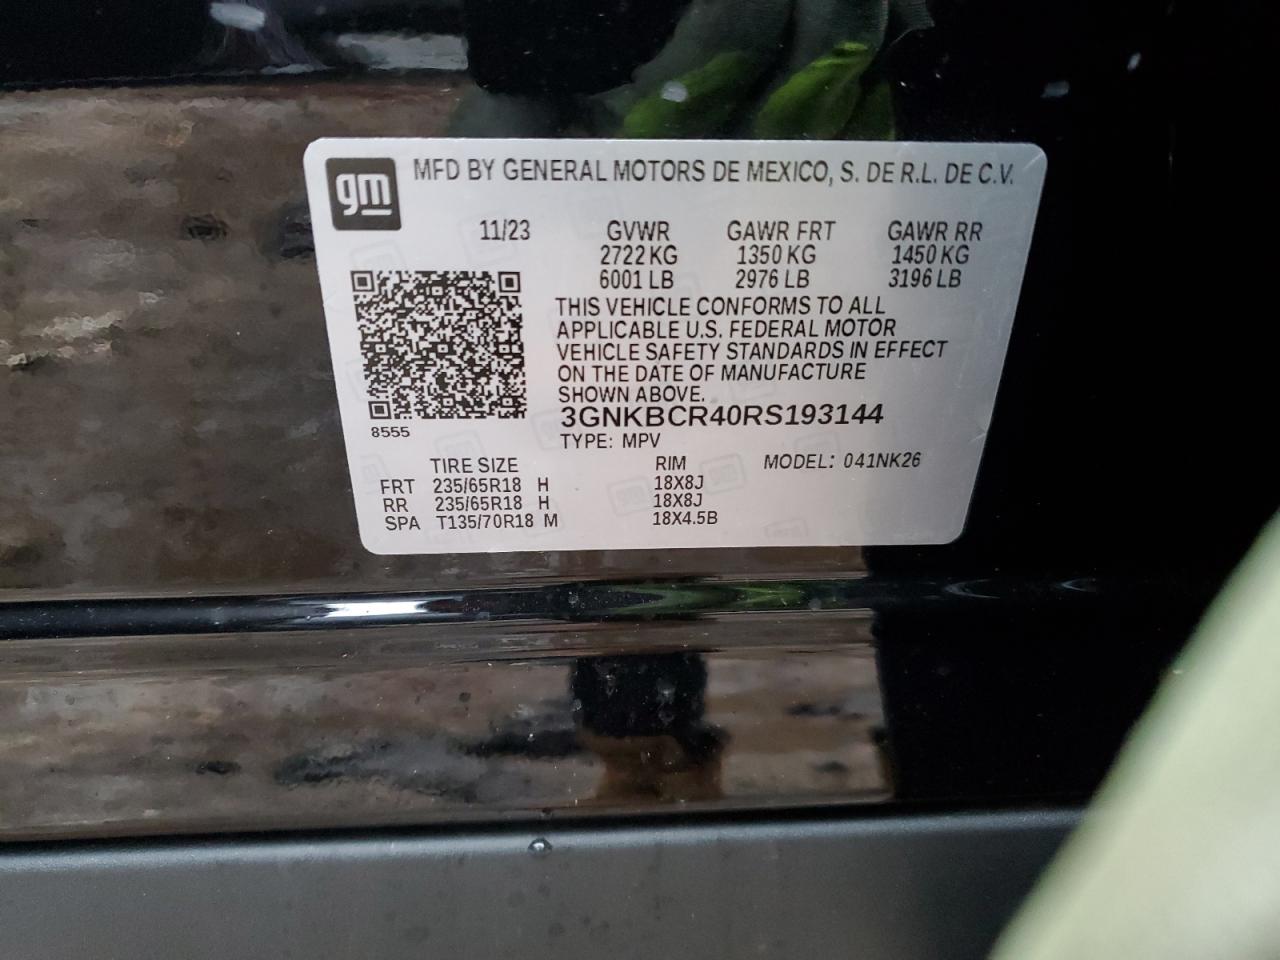 gm
MFD BY GENERAL MOTORS DE MEXICO, S. DE R.L. DE C.V.
11/23 GVWR GAWR FRT GAWR RR
2722 KG 1350 KG 1450 KG
6001 LB 2976 LB 3196 LB
THIS VEHICLE CONFORMS TO ALL
APPLICABLE U.S. FEDERAL MOTOR
VEHICLE SAFETY STANDARDS IN EFFECT
ON THE DATE OF MANUFACTURE
SHOWN ABOVE.
3GNKBCR40RS193144
8555
TYPE: MPV
TIRE SIZE RIM MODEL: 041NK26
FRT 235/65R18 H 18X8J
RR 235/65R18 H 18X8J
SPA T135/70R18 M 18X4.5B